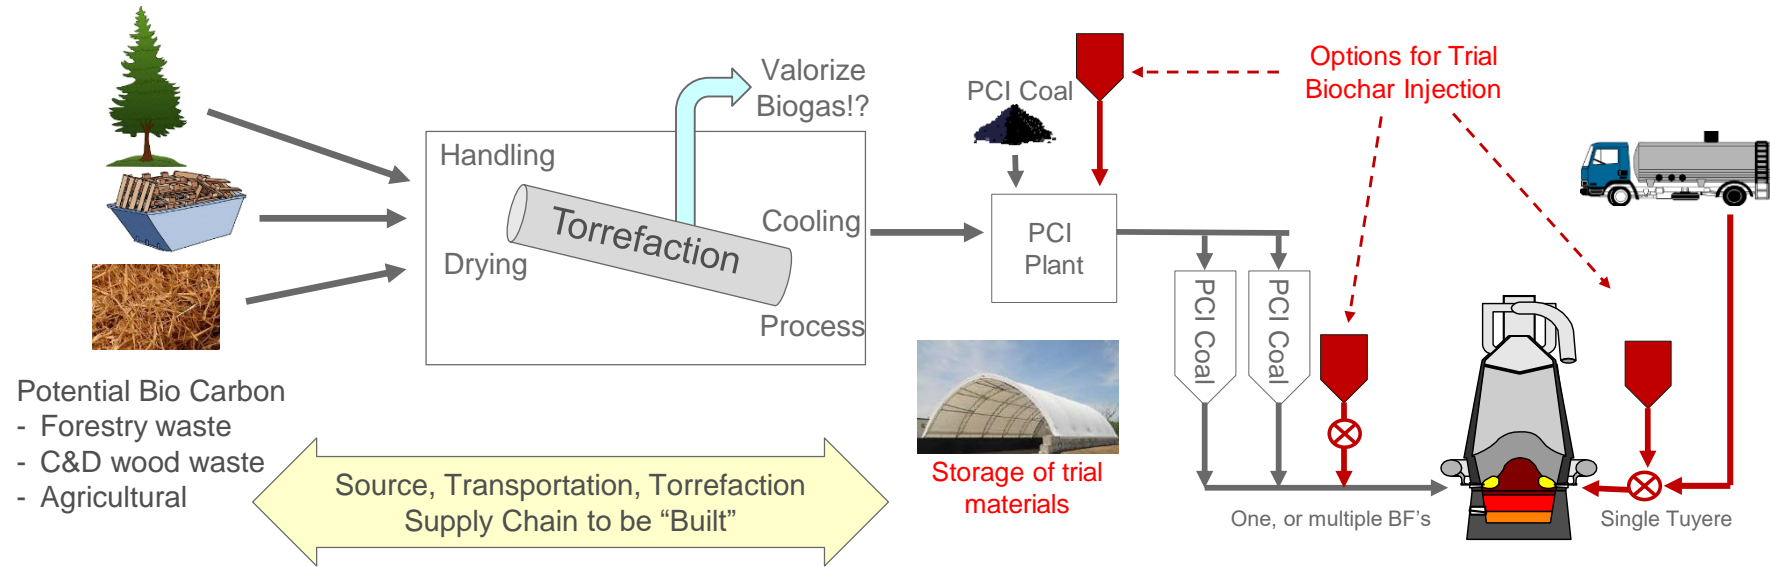 Valorize
Biogas!?
Handling
Torrefaction
Cooling
Drying
Process
Potential Bio Carbon
- Forestry waste
- C&D wood waste
- Agricultural
Source, Transportation, Torrefaction
Supply Chain to be “Built”
PCI Coal
PCI
Plant
Storage of trial
materials
PCI Coal
PCI Coal
Options for Trial
Biochar Injection
One, or multiple BF’s
Single Tuyere